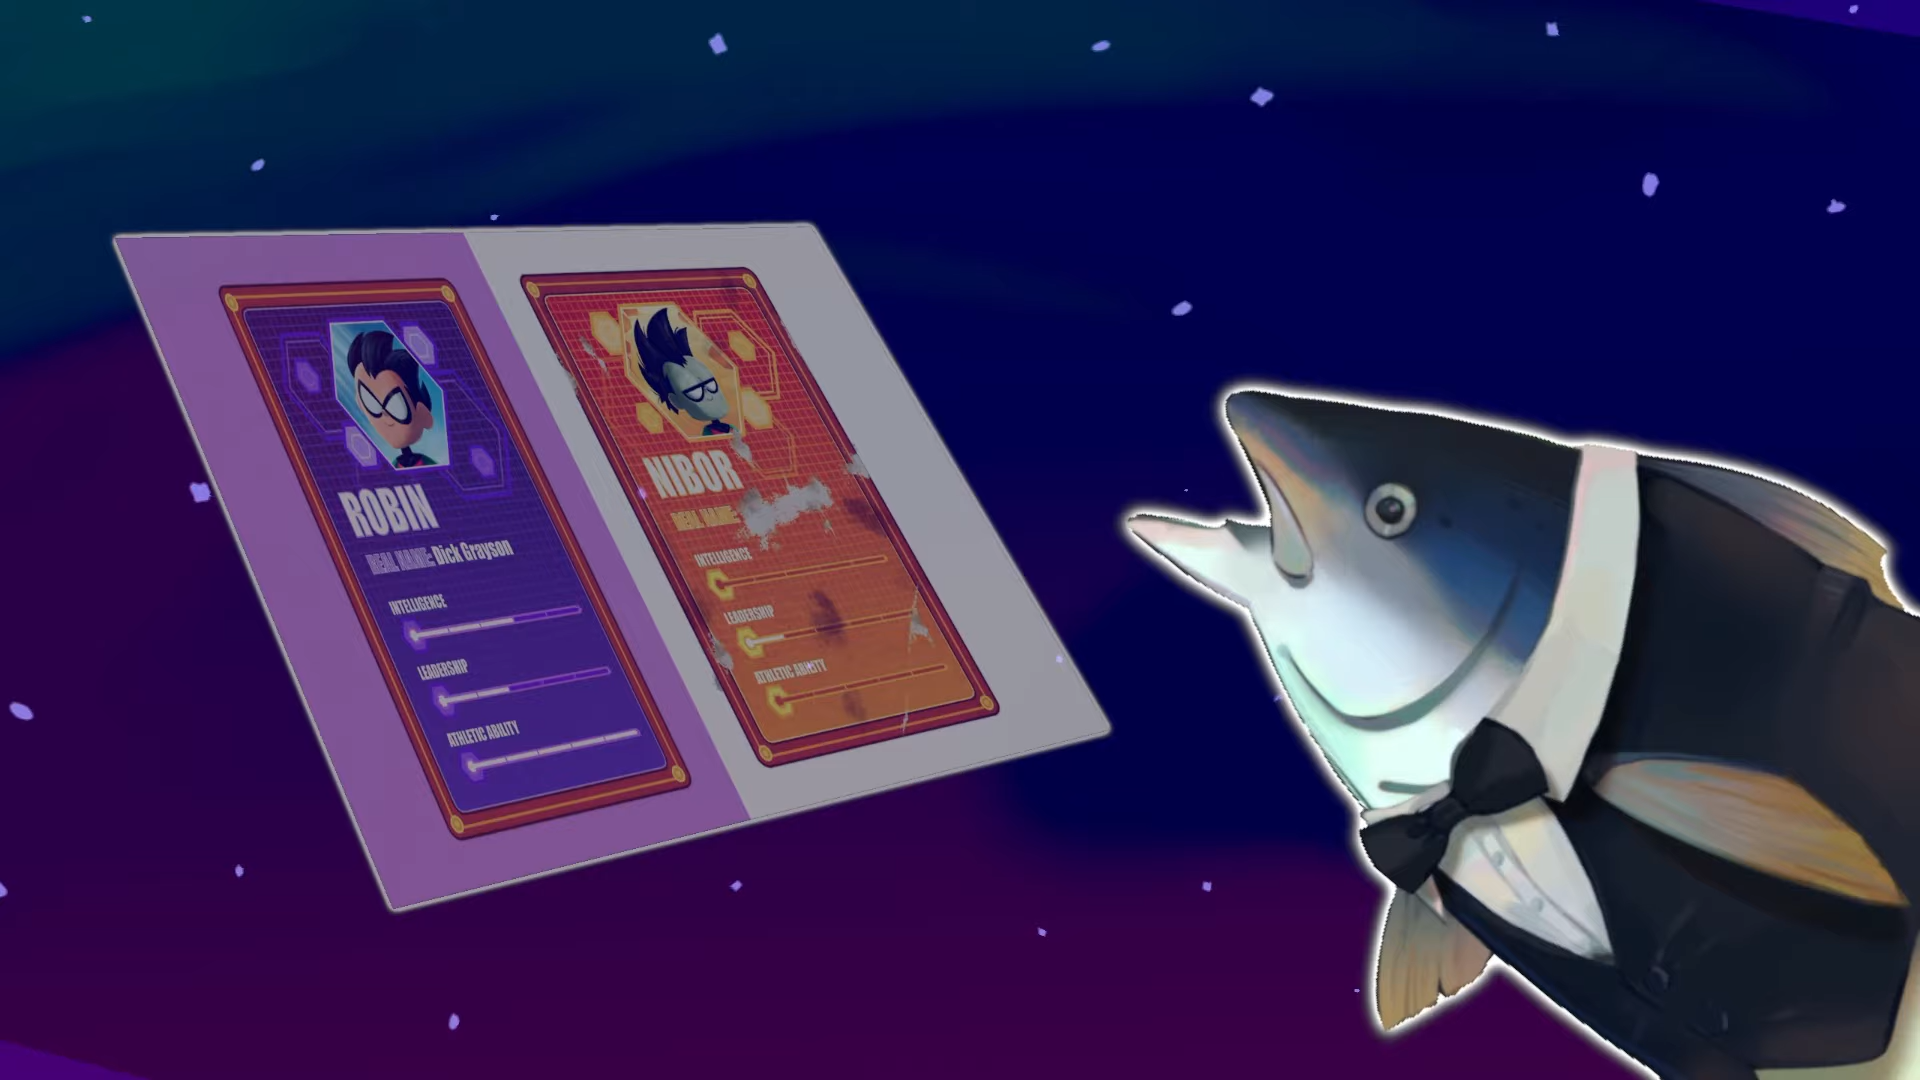 ROBIN
REAL NAME: Dick Grayson
INTELLIGENCE
LEADERSHIP
ATHLETIC ABILITY
NIBOR
REAL NAME:
INTELLIGENCE
LEADERSHIP
ATHLETIC ABILITY